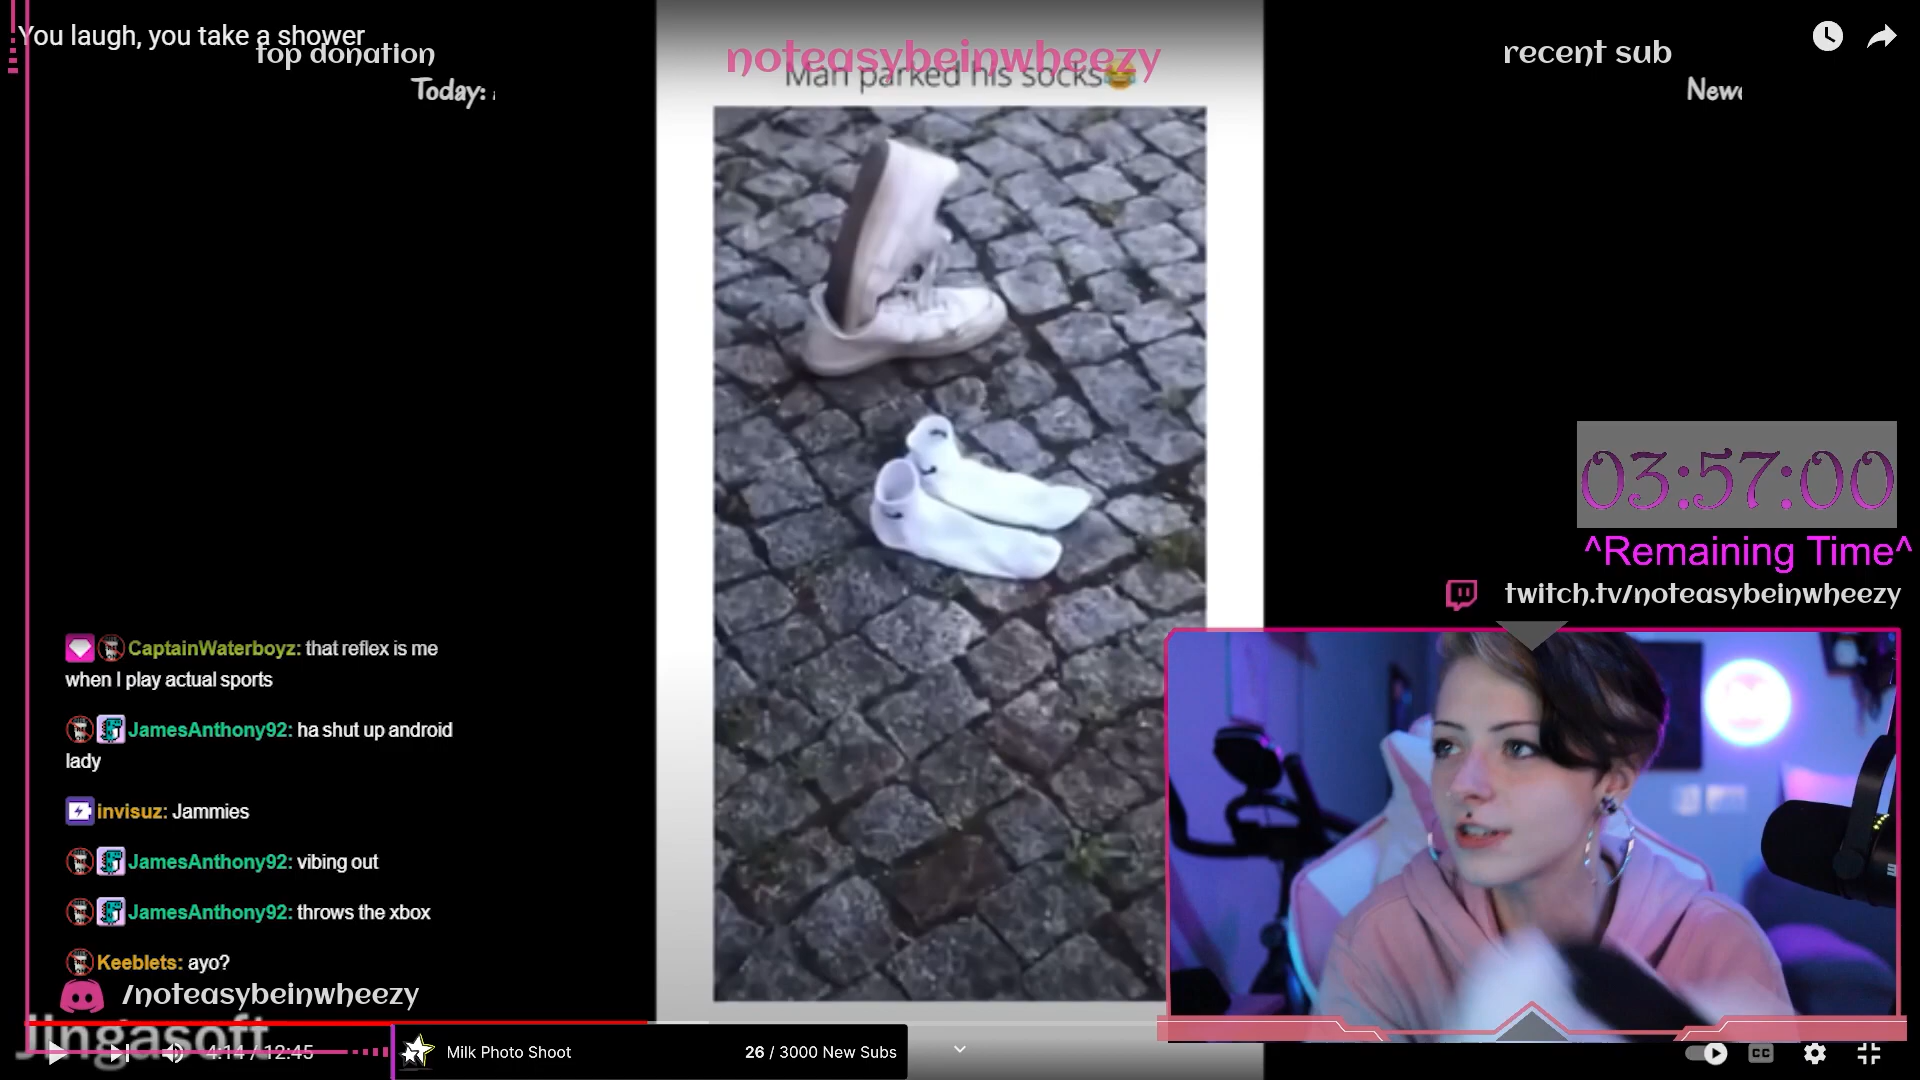 You laugh, you take a shower
top donation
Today:
noteasybeinwheezy
Man parked his socks😂
recent sub
03:57:00
^Remaining Time^
twitch.tv/noteasybeinwheezy
CaptainWaterboyz: that reflex is me
when I play actual sports
JamesAnthony92: ha shut up android
lady
invisuz: Jammies
JamesAnthony92: vibing out
JamesAnthony92: throws the xbox
Keeblets: ayo?
/noteasybeinwheezy
Jingasoft
4:14 / 12:45
Milk Photo Shoot
26 / 3000 New Subs
CC